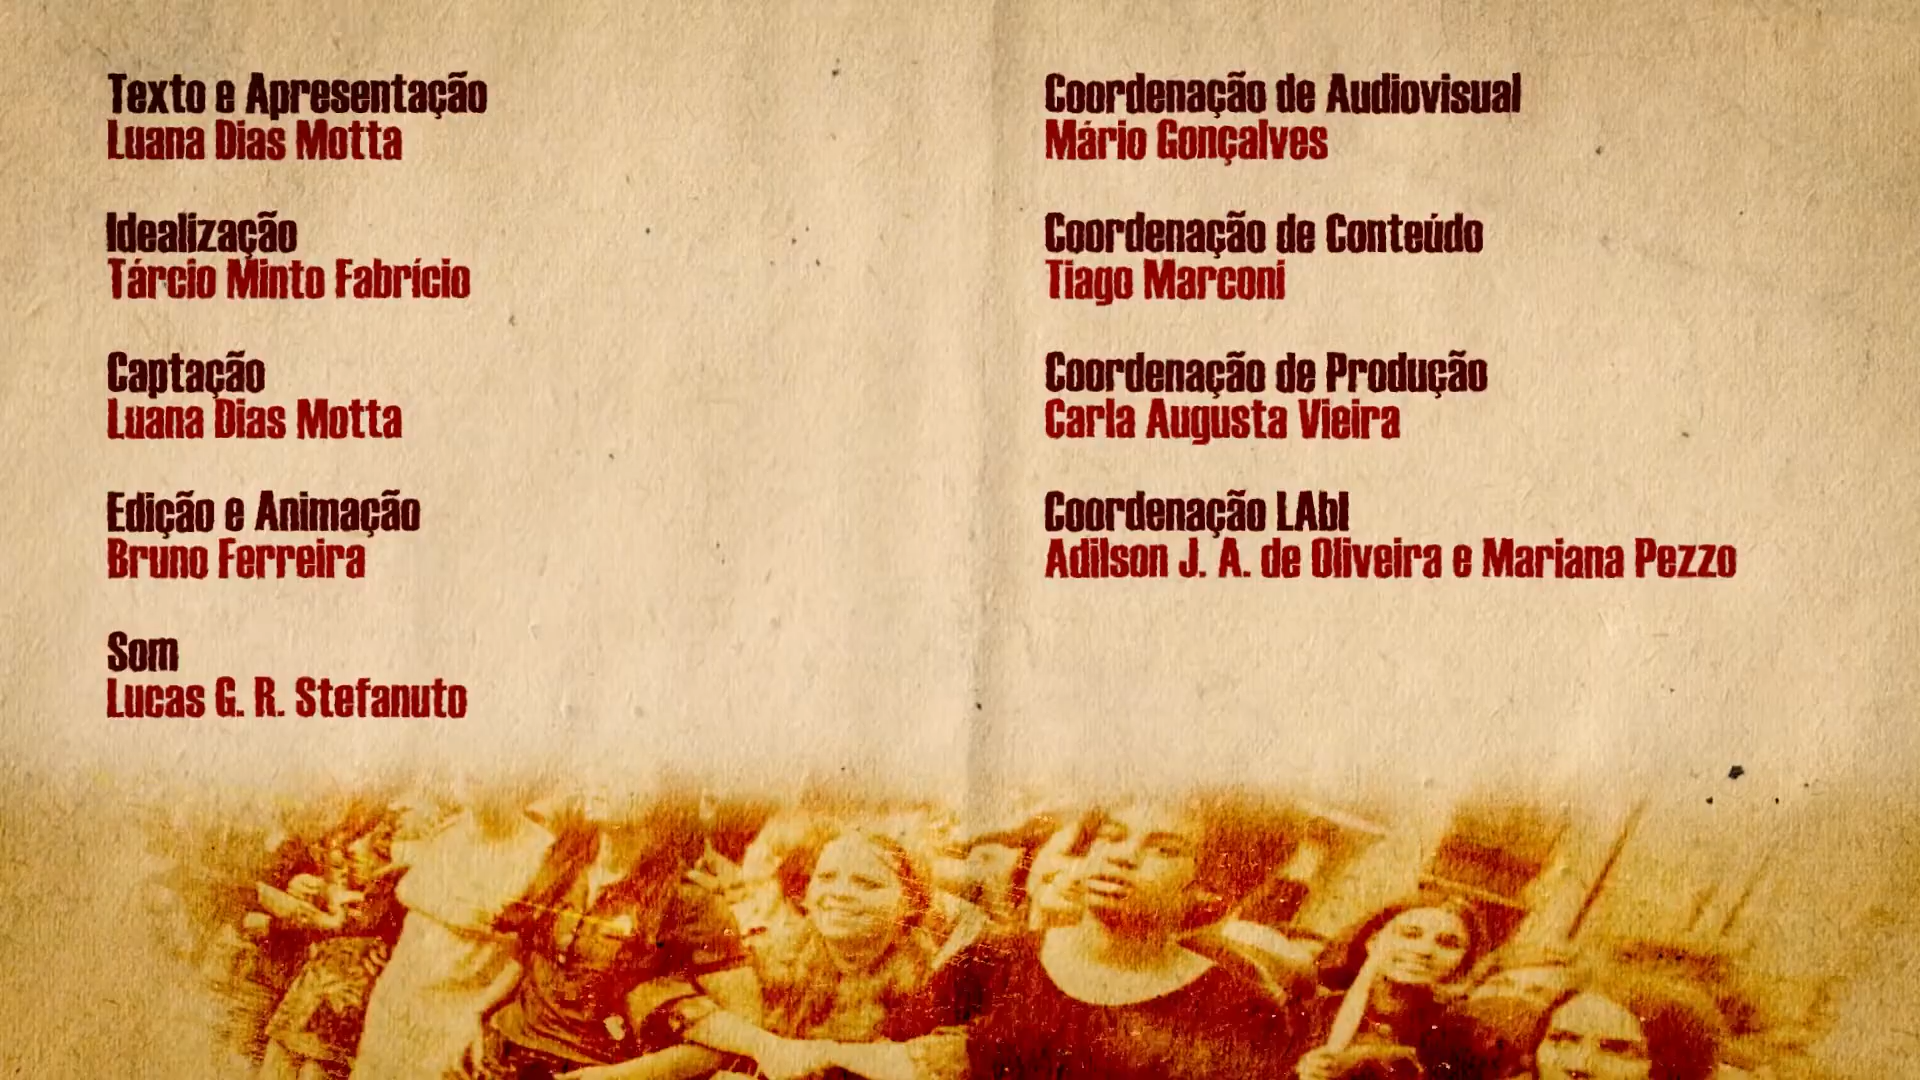 Texto e Apresentação
Luana Dias Motta
Idealização
Tárcio Minto Fabrício
Captação
Luana Dias Motta
Edição e Animação
Bruno Ferreira
Som
Lucas G. R. Stefanuto
Coordenação de Audiovisual
Mário Gonçalves
Coordenação de Conteúdo
Tiago Marconi
Coordenação de Produção
Carla Augusta Vieira
Coordenação LAbI
Adilson J. A. de Oliveira e Mariana Pezzo